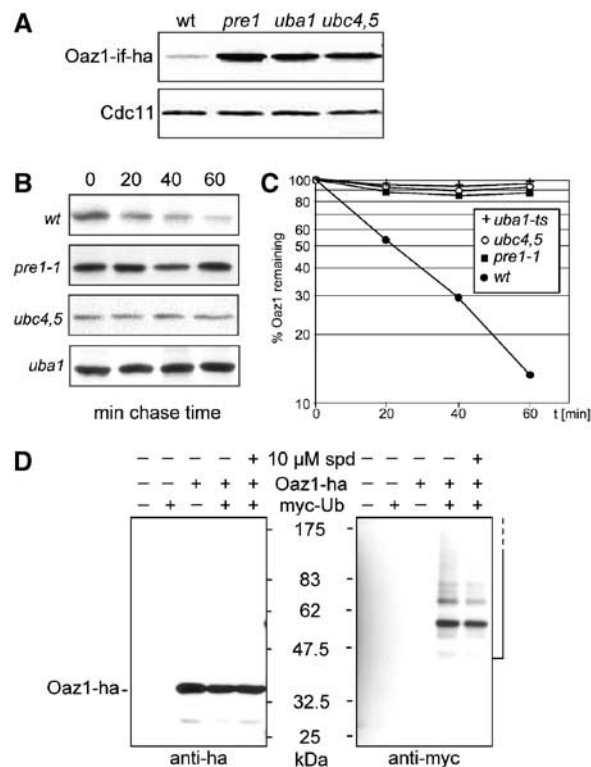 A
wt pre1 uba1 ubc4,5
Oaz1-if-ha
Cdc11
B
0 20 40 60
wt
pre1-1
ubc4,5
uba1
min chase time
C
% Oaz1 remaining
100
80
60
50
40
30
20
10
0 20 40 60 t [min]
uba1-ts
ubc4,5
pre1-1
wt
D
– – – – + 10 µM spd – – – – +
– – + + + Oaz1-ha – – + + +
– + – + + myc-Ub – + – + +
175
83
62
47.5
32.5
25
Oaz1-ha-
anti-ha kDa anti-myc